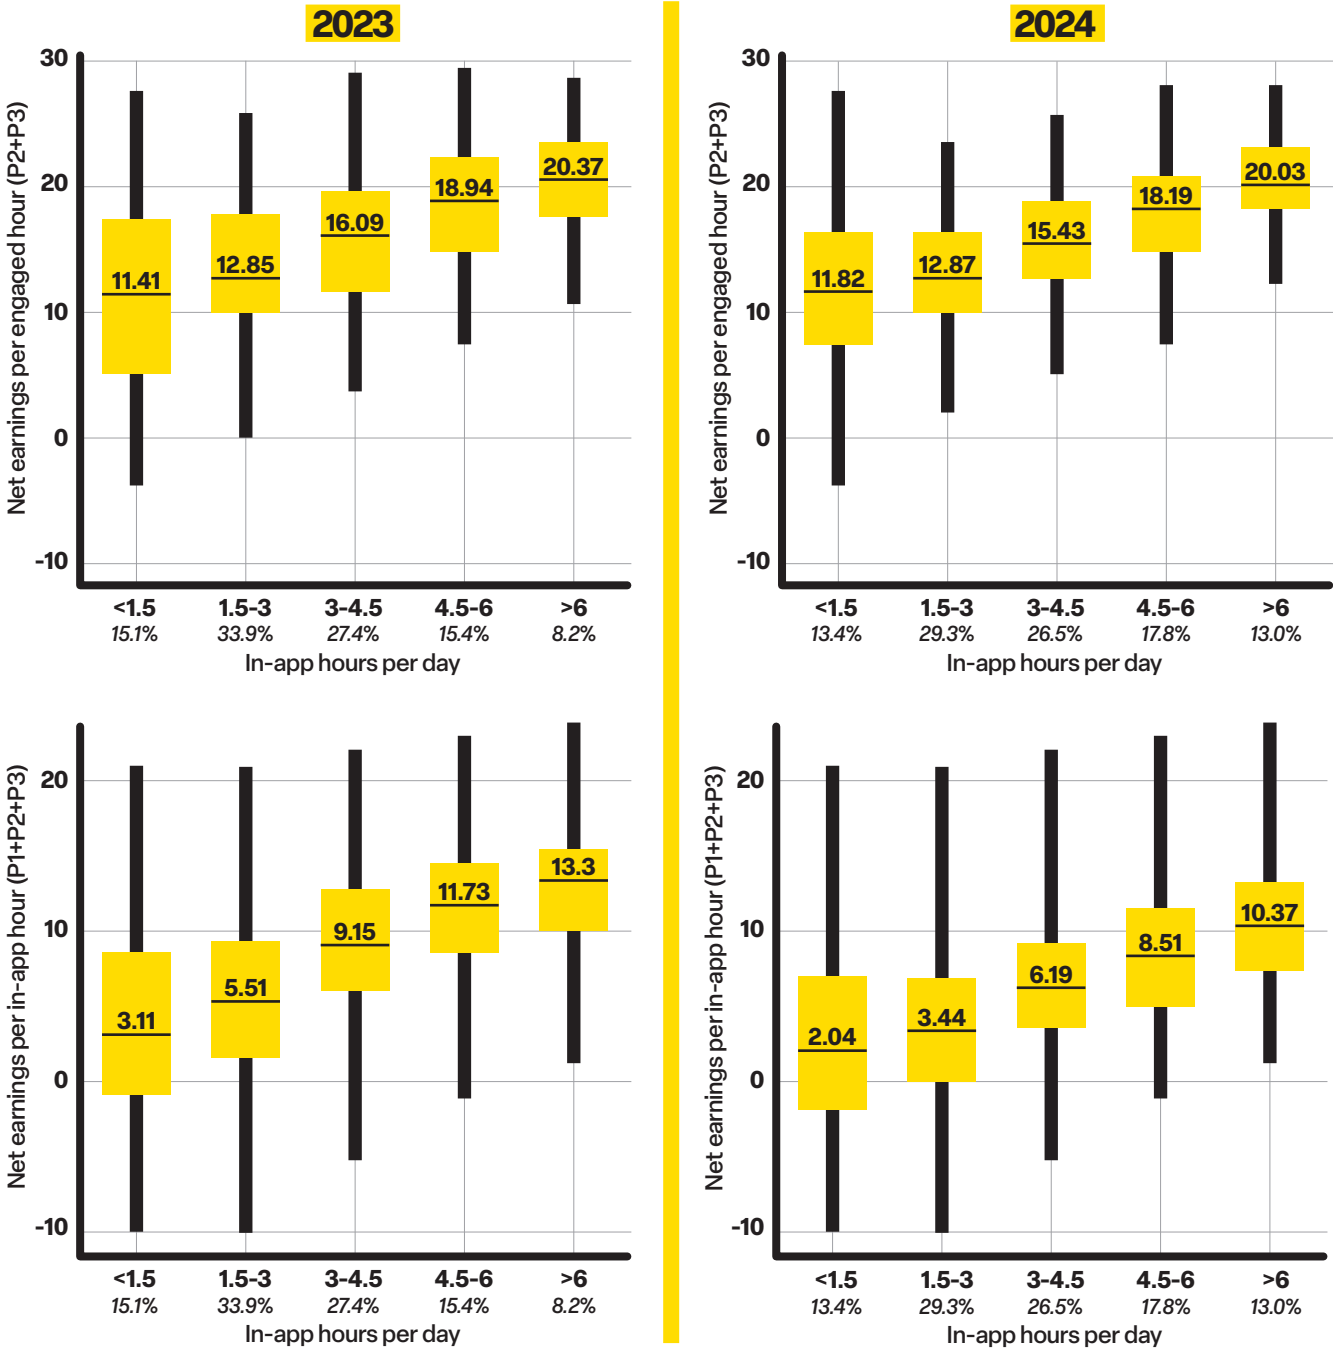 2023
Net earnings per engaged hour (P2+P3)
30
20
10
0
-10
11.41
12.85
16.09
18.94
20.37
<1.5 1.5-3 3-4.5 4.5-6 >6
15.1% 33.9% 27.4% 15.4% 8.2%
In-app hours per day
2024
Net earnings per engaged hour (P2+P3)
30
20
10
0
-10
11.82
12.87
15.43
18.19
20.03
<1.5 1.5-3 3-4.5 4.5-6 >6
13.4% 29.3% 26.5% 17.8% 13.0%
In-app hours per day
Net earnings per in-app hour (P1+P2+P3)
20
10
0
-10
3.11
5.51
9.15
11.73
13.3
<1.5 1.5-3 3-4.5 4.5-6 >6
15.1% 33.9% 27.4% 15.4% 8.2%
In-app hours per day
Net earnings per in-app hour (P1+P2+P3)
20
10
0
-10
2.04
3.44
6.19
8.51
10.37
<1.5 1.5-3 3-4.5 4.5-6 >6
13.4% 29.3% 26.5% 17.8% 13.0%
In-app hours per day